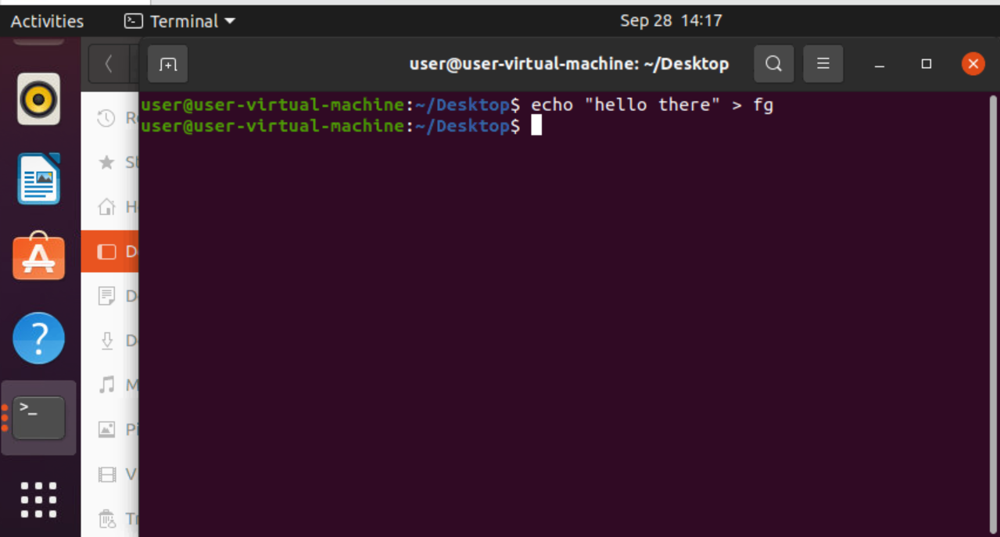 Activities
Terminal
Sep 28 14:17
user@user-virtual-machine: ~/Desktop
user@user-virtual-machine:~/Desktop$ echo "hello there" > fg
user@user-virtual-machine:~/Desktop$
R
St
H
D
D
D
M
Pi
V
Tr